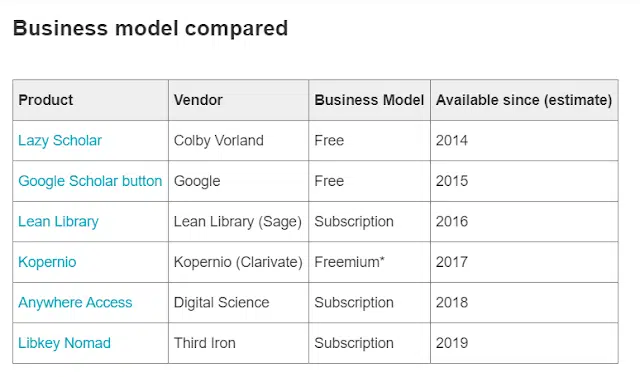 Business model compared
Product Vendor Business Model Available since (estimate)
Lazy Scholar Colby Vorland Free 2014
Google Scholar button Google Free 2015
Lean Library Lean Library (Sage) Subscription 2016
Kopernio Kopernio (Clarivate) Freemium* 2017
Anywhere Access Digital Science Subscription 2018
Libkey Nomad Third Iron Subscription 2019